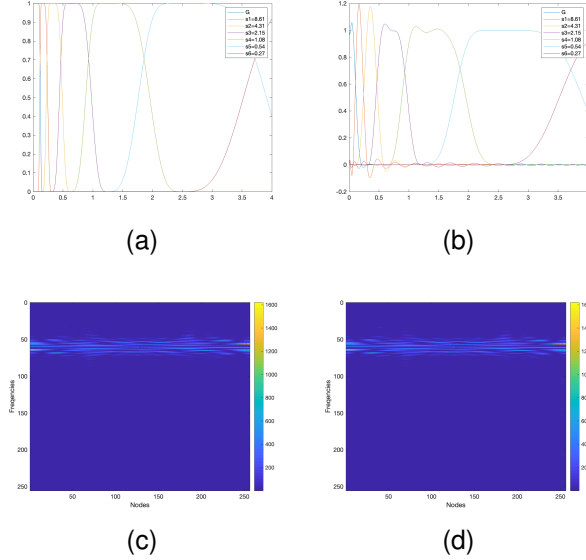 1
0.9
0.8
0.7
0.6
0.5
0.4
0.3
0.2
0.1
0
0 0.5 1 1.5 2 2.5 3 3.5 4
G
s1=8.61
s2=4.31
s3=2.15
s4=1.08
s5=0.54
s6=0.27
(a)
1.2
1
0.8
0.6
0.4
0.2
0
-0.2
0 0.5 1 1.5 2 2.5 3 3.5
G
s1=8.61
s2=4.31
s3=2.15
s4=1.08
s5=0.54
s6=0.27
(b)
0
50
100
150
200
250
Freqencies
50 100 150 200 250
Nodes
1600
1400
1200
1000
800
600
400
200
(c)
0
50
100
150
200
250
Freqencies
50 100 150 200 250
Nodes
(d)